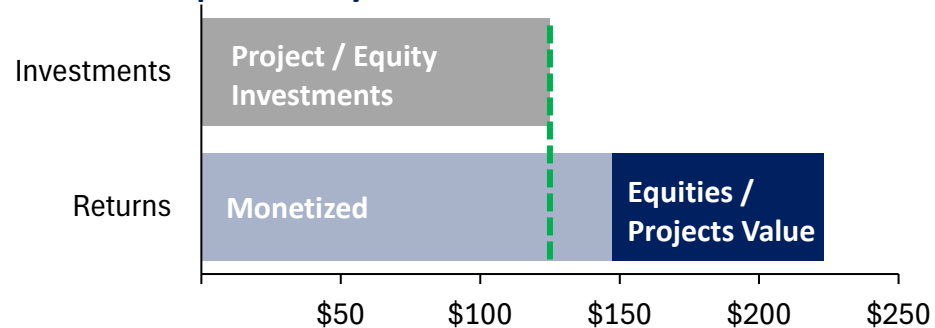 Investments
Project / Equity
Investments
Returns
Monetized
Equities /
Projects Value
$50
$100
$150
$200
$250